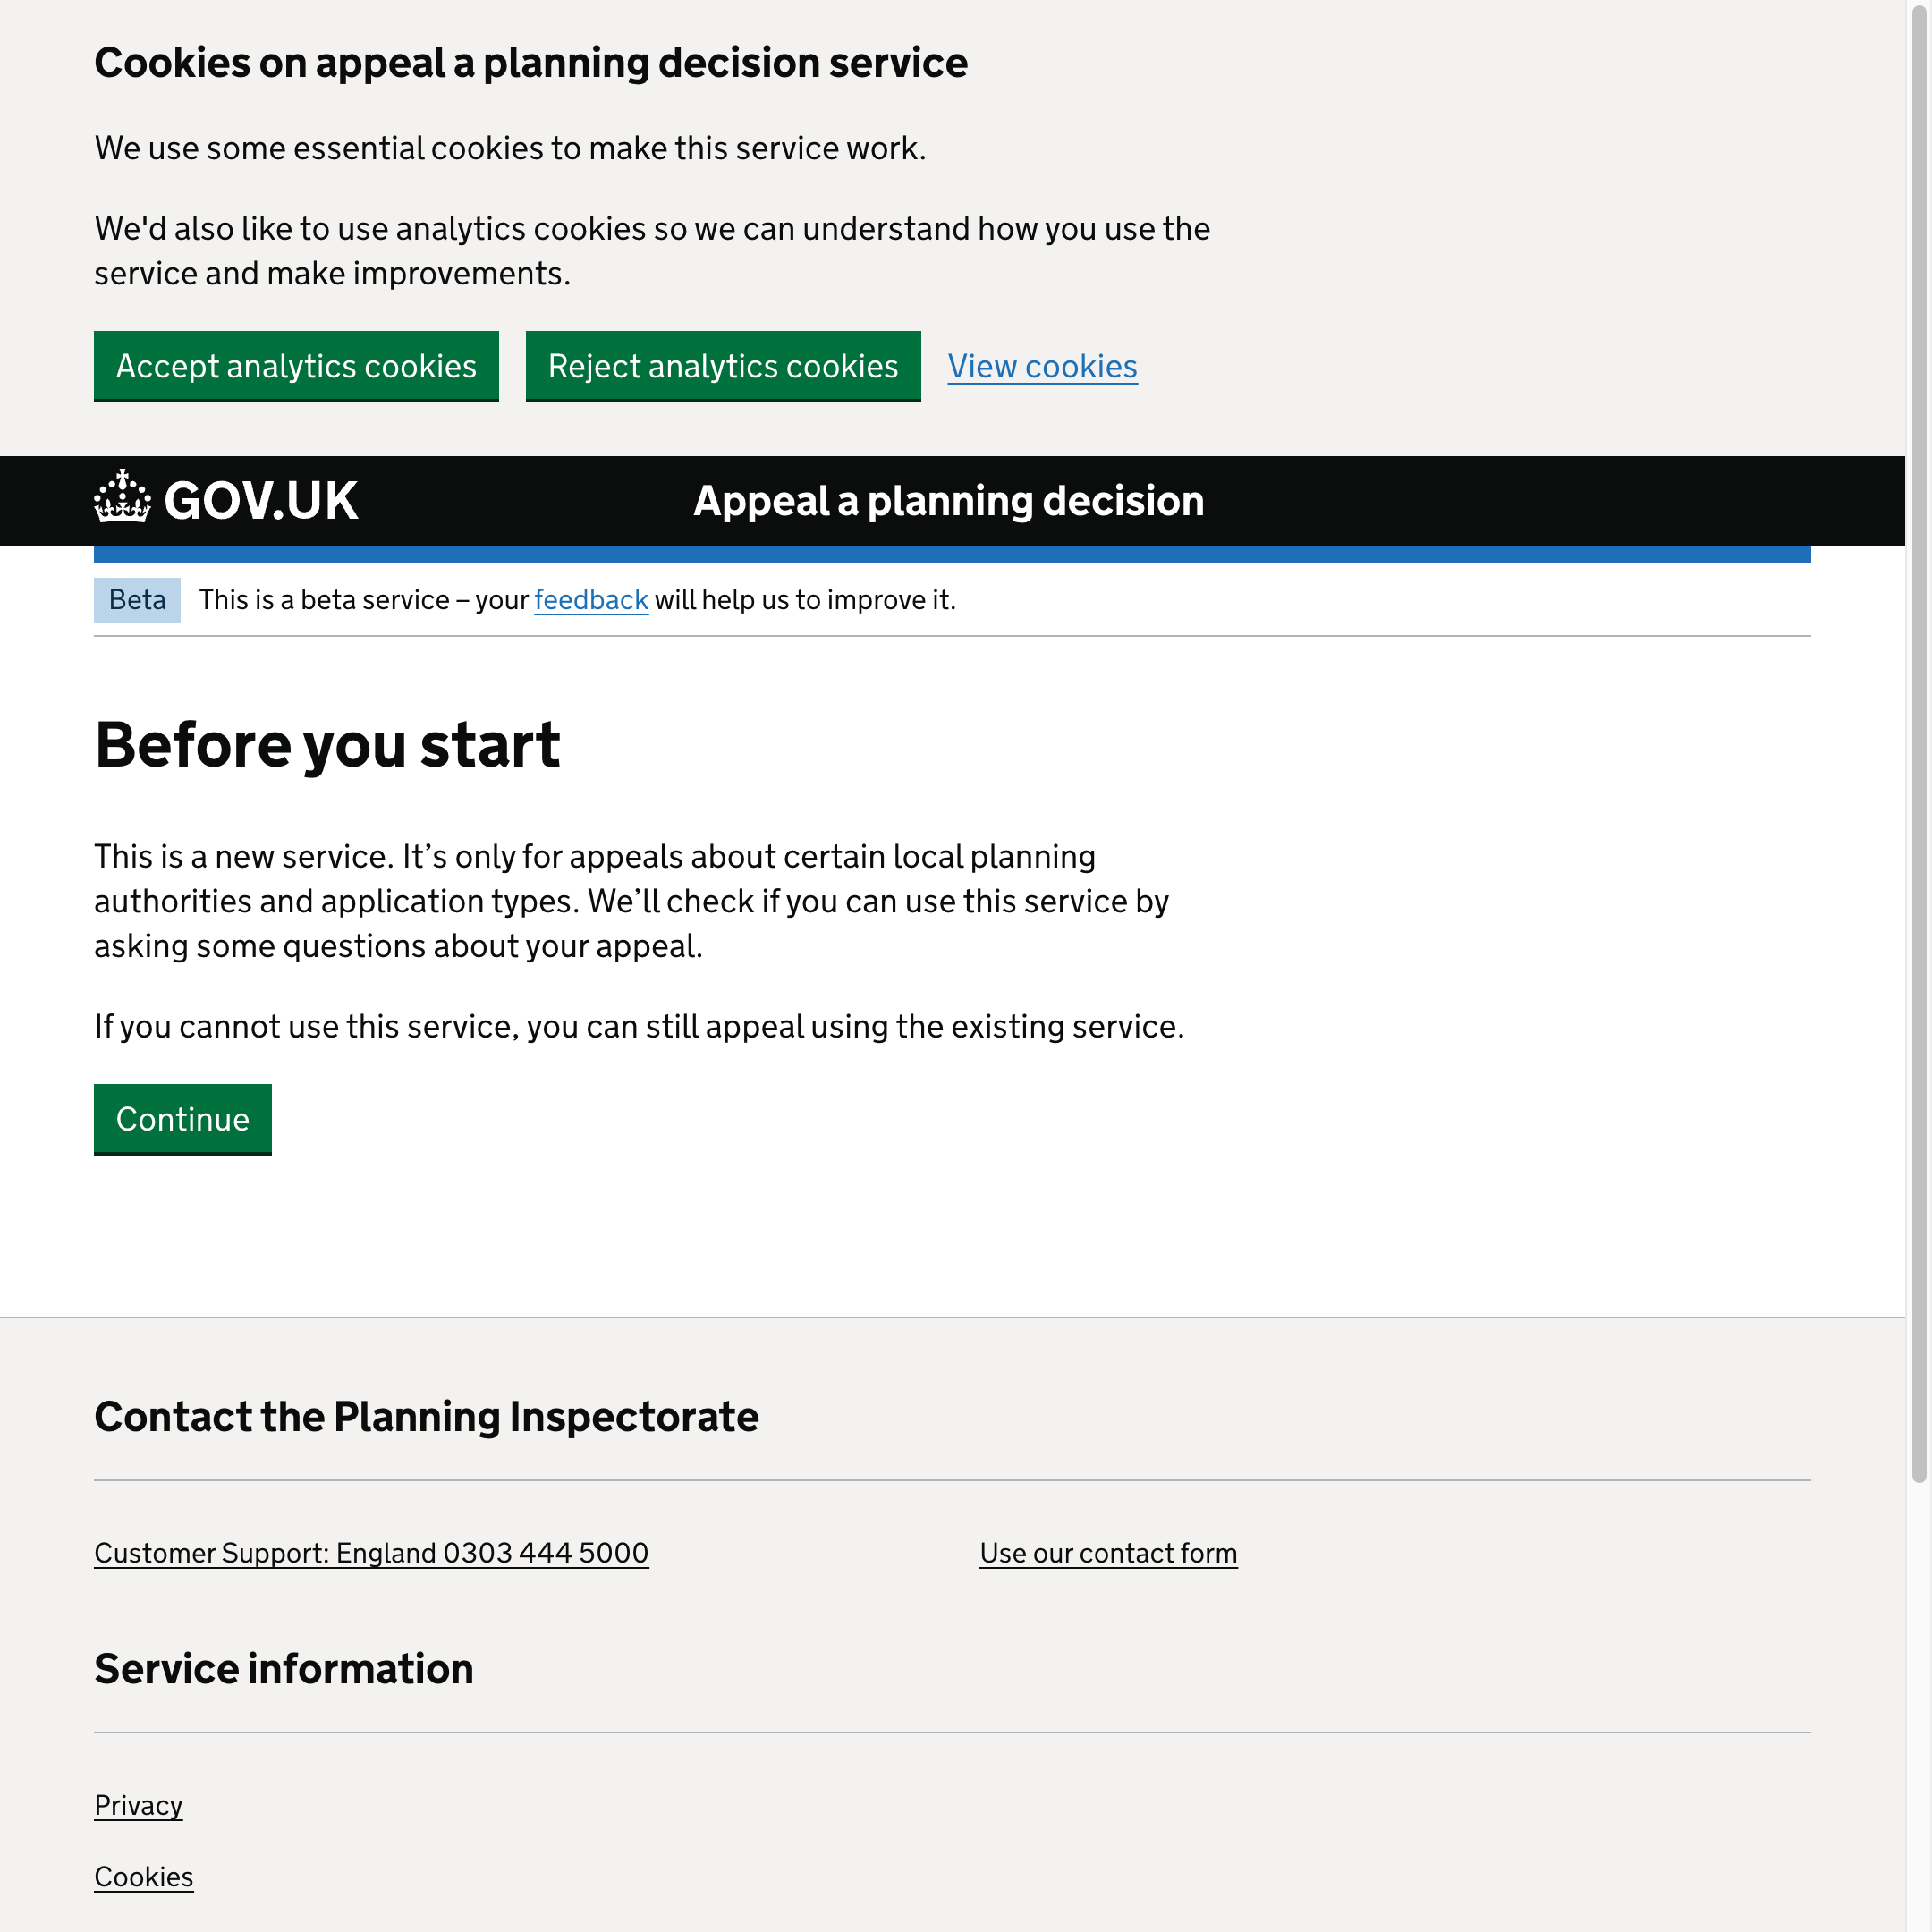 Cookies on appeal a planning decision service
We use some essential cookies to make this service work.
We'd also like to use analytics cookies so we can understand how you use the
service and make improvements.
Accept analytics cookies
Reject analytics cookies
View cookies
GOV.UK
Appeal a planning decision
Beta
This is a beta service – your feedback will help us to improve it.
Before you start
This is a new service. It’s only for appeals about certain local planning
authorities and application types. We’ll check if you can use this service by
asking some questions about your appeal.
If you cannot use this service, you can still appeal using the existing service.
Continue
Contact the Planning Inspectorate
Customer Support: England 0303 444 5000
Use our contact form
Service information
Privacy
Cookies